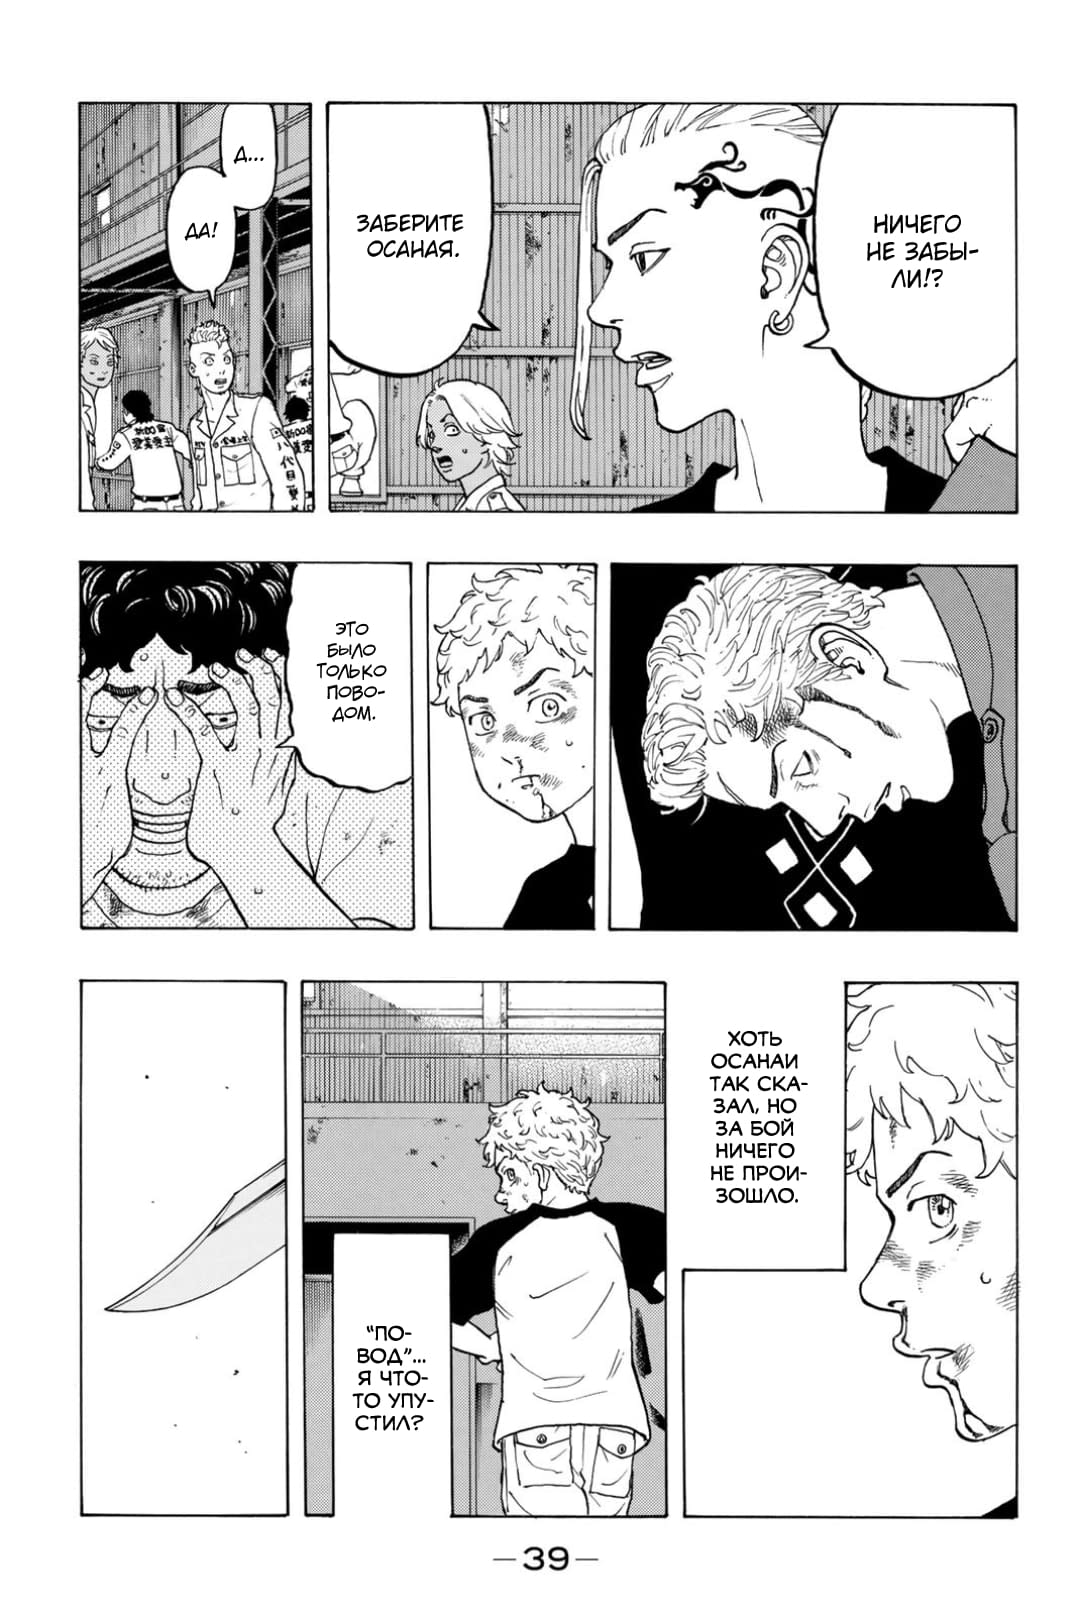 НИЧЕГО
НЕ ЗАБЫ-
ЛИ!?
ЗАБЕРИТЕ
ОСАНАЯ.
Д...
ДА!
ЭТО
БЫЛО
ТОЛЬКО
ПОВО-
ДОМ.
ХОТЬ
ОСАНАИ
ТАК СКА-
ЗАЛ, НО
ЗА БОЙ
НИЧЕГО
НЕ ПРОИ-
ЗОШЛО.
“ПО-
ВОД”...
Я ЧТО-
ТО УПУ-
СТИЛ?
—39—